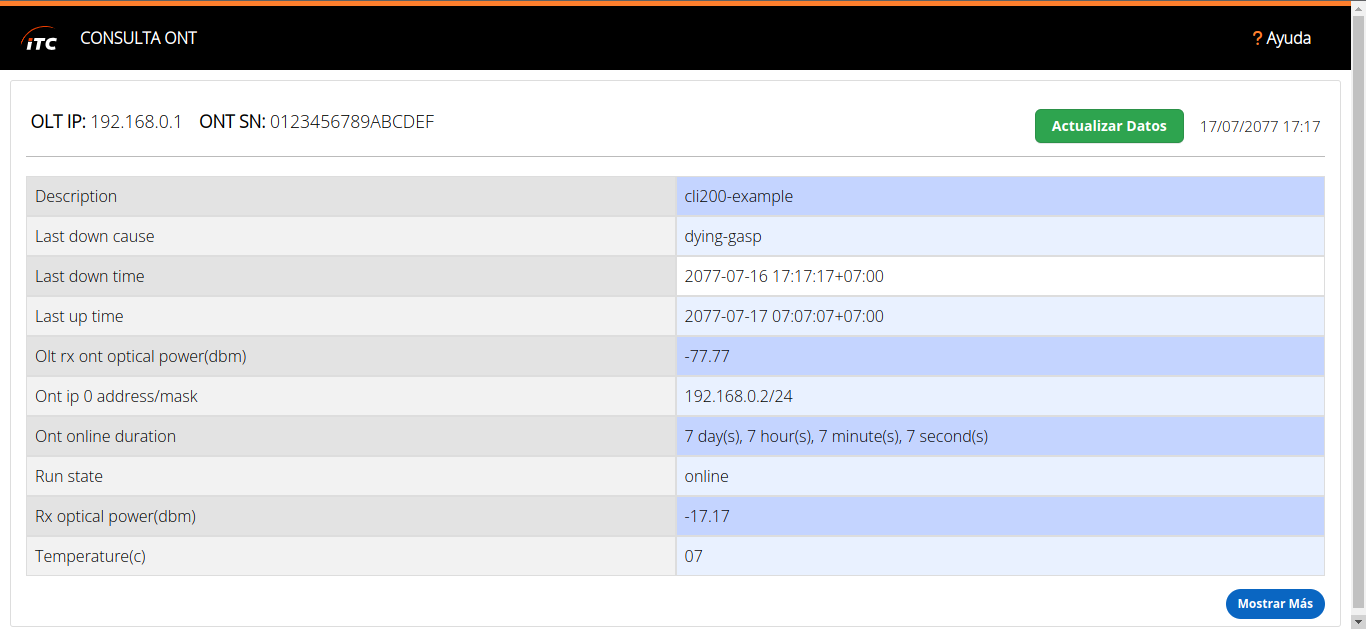 iTC CONSULTA ONT ? Ayuda
OLT IP: 192.168.0.1 ONT SN: 0123456789ABCDEF Actualizar Datos 17/07/2077 17:17
Description cli200-example
Last down cause dying-gasp
Last down time 2077-07-16 17:17:17+07:00
Last up time 2077-07-17 07:07:07+07:00
Olt rx ont optical power(dbm) -77.77
Ont ip 0 address/mask 192.168.0.2/24
Ont online duration 7 day(s), 7 hour(s), 7 minute(s), 7 second(s)
Run state online
Rx optical power(dbm) -17.17
Temperature(c) 07
Mostrar Más